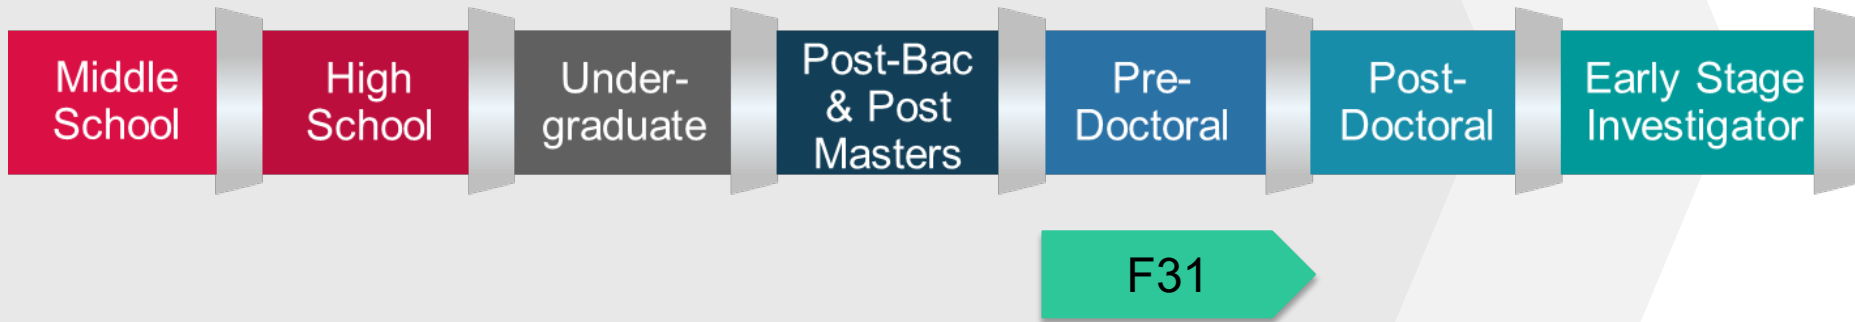 Middle
School
High
School
Under-
graduate
Post-Bac
& Post
Masters
Pre-
Doctoral
Post-
Doctoral
Early Stage
Investigator
F31